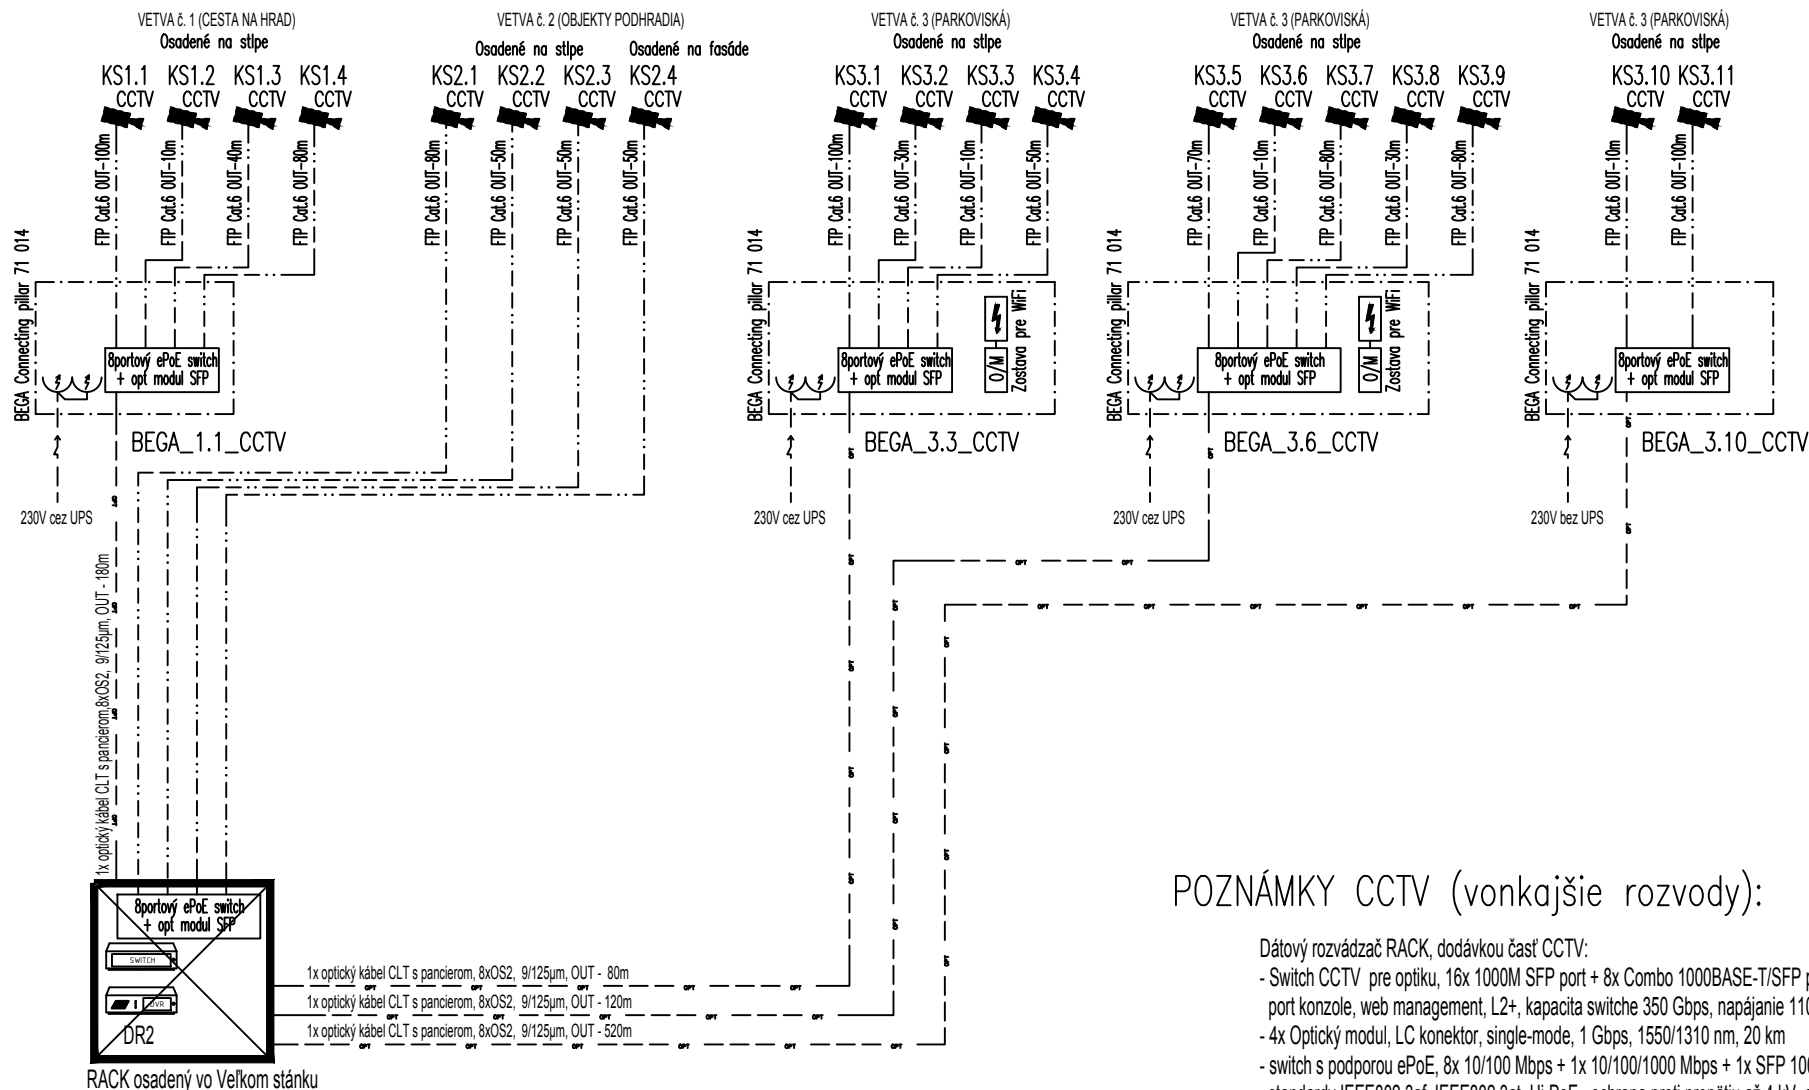 VETVA č. 1 (CESTA NA HRAD)
Osadené na stĺpe
KS1.1 KS1.2 KS1.3 KS1.4
CCTV CCTV CCTV CCTV
FTP Cat.6 OUT-100m
FTP Cat.6 OUT-10m
FTP Cat.6 OUT-40m
FTP Cat.6 OUT-80m
BEGA Connecting pillar 71 014
8portový ePoE switch
+ opt modul SFP
BEGA_1.1_CCTV
230V cez UPS
1x optický kábel CLT s pancierom,8xOS2, 9/125µm, OUT - 180m
VETVA č. 2 (OBJEKTY PODHRADIA)
Osadené na stĺpe Osadené na fasáde
KS2.1 KS2.2 KS2.3 KS2.4
CCTV CCTV CCTV CCTV
FTP Cat.6 OUT-80m
FTP Cat.6 OUT-50m
FTP Cat.6 OUT-50m
FTP Cat.6 OUT-50m
VETVA č. 3 (PARKOVISKÁ)
Osadené na stĺpe
KS3.1 KS3.2 KS3.3 KS3.4
CCTV CCTV CCTV CCTV
FTP Cat.6 OUT-100m
FTP Cat.6 OUT-30m
FTP Cat.6 OUT-10m
FTP Cat.6 OUT-50m
BEGA Connecting pillar 71 014
8portový ePoE switch
+ opt modul SFP
O/M
Zostava pre WiFi
BEGA_3.3_CCTV
230V cez UPS
VETVA č. 3 (PARKOVISKÁ)
Osadené na stĺpe
KS3.5 KS3.6 KS3.7 KS3.8 KS3.9
CCTV CCTV CCTV CCTV CCTV
FTP Cat.6 OUT-70m
FTP Cat.6 OUT-10m
FTP Cat.6 OUT-80m
FTP Cat.6 OUT-30m
FTP Cat.6 OUT-80m
BEGA Connecting pillar 71 014
8portový ePoE switch
+ opt modul SFP
O/M
Zostava pre WiFi
BEGA_3.6_CCTV
230V cez UPS
VETVA č. 3 (PARKOVISKÁ)
Osadené na stĺpe
KS3.10 KS3.11
CCTV CCTV
FTP Cat.6 OUT-10m
FTP Cat.6 OUT-100m
BEGA Connecting pillar 71 014
8portový ePoE switch
+ opt modul SFP
BEGA_3.10_CCTV
230V bez UPS
8portový ePoE switch
+ opt modul SFP
SWITCH
DVR
DR2
RACK osadený vo Veľkom stánku
1x optický kábel CLT s pancierom, 8xOS2, 9/125µm, OUT - 80m
1x optický kábel CLT s pancierom, 8xOS2, 9/125µm, OUT - 120m
1x optický kábel CLT s pancierom, 8xOS2, 9/125µm, OUT - 520m
POZNÁMKY CCTV (vonkajšie rozvody):
Dátový rozvádzač RACK, dodávkou časť CCTV:
- Switch CCTV pre optiku, 16x 1000M SFP port + 8x Combo 1000BASE-T/SFP
port konzole, web management, L2+, kapacita switche 350 Gbps, napájanie 110
- 4x Optický modul, LC konektor, single-mode, 1 Gbps, 1550/1310 nm, 20 km
- switch s podporou ePoE, 8x 10/100 Mbps + 1x 10/100/1000 Mbps + 1x SFP